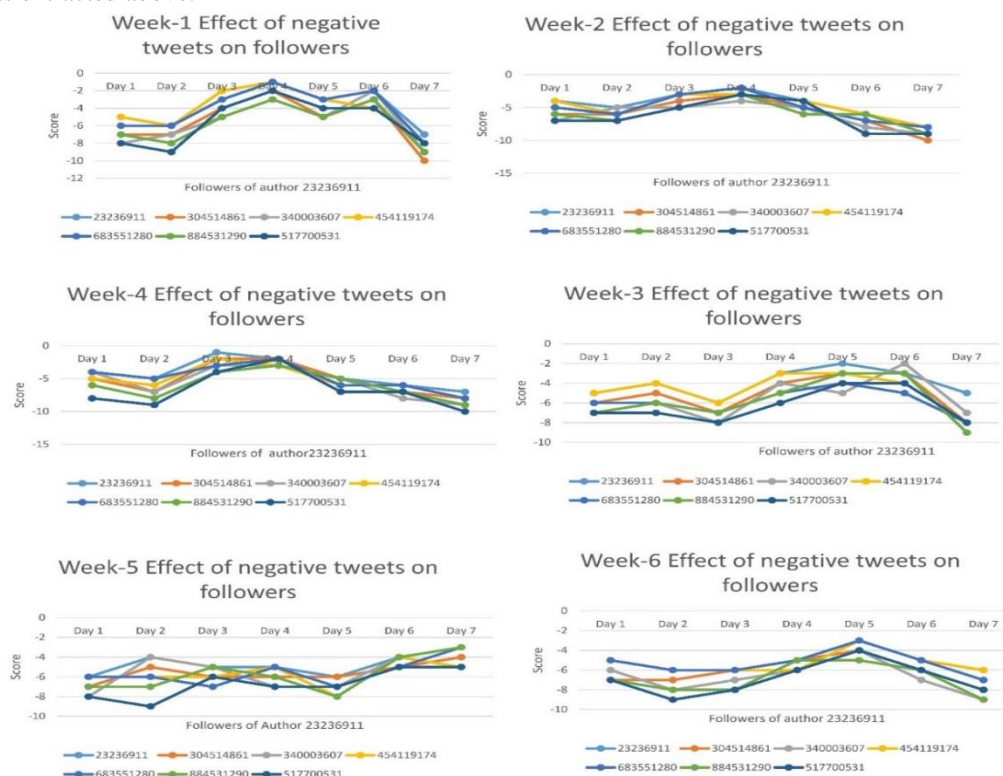 Week-1 Effect of negative
tweets on followers
0
-2
-4
-6
-8
-10
-12
Day 1 Day 2 Day 3 Day 4 Day 5 Day 6 Day 7
Score
Followers of author 23236911
23236911 304514861 340003607 454119174
683551280 884531290 517700531
Week-2 Effect of negative tweets on
followers
0
-5
-10
-15
Day 1 Day 2 Day 3 Day 4 Day 5 Day 6 Day 7
Score
Followers of author 23236911
23236911 304514861 340003607 454119174
683551280 884531290 517700531
Week-4 Effect of negative tweets on
followers
0
-5
-10
-15
Day 1 Day 2 Day 3 Day 4 Day 5 Day 6 Day 7
Score
Followers of author23236911
23236911 304514861 340003607 454119174
683551280 884531290 517700531
Week-3 Effect of negative tweets on
followers
0
-2
-4
-6
-8
-10
Day 1 Day 2 Day 3 Day 4 Day 5 Day 6 Day 7
Score
Followers of author 23236911
23236911 304514861 340003607 454119174
683551280 884531290 517700531
Week-5 Effect of negative tweets on
followers
0
-2
-4
-6
-8
-10
Day 1 Day 2 Day 3 Day 4 Day 5 Day 6 Day 7
Score
Followers of Author 23236911
23236911 304514861 340003607 454119174
683551280 884531290 517700531
Week-6 Effect of negative tweets on
followers
0
-2
-4
-6
-8
-10
Day 1 Day 2 Day 3 Day 4 Day 5 Day 6 Day 7
Score
Followers of author 23236911
23236911 304514861 340003607 454119174
683551280 884531290 517700531